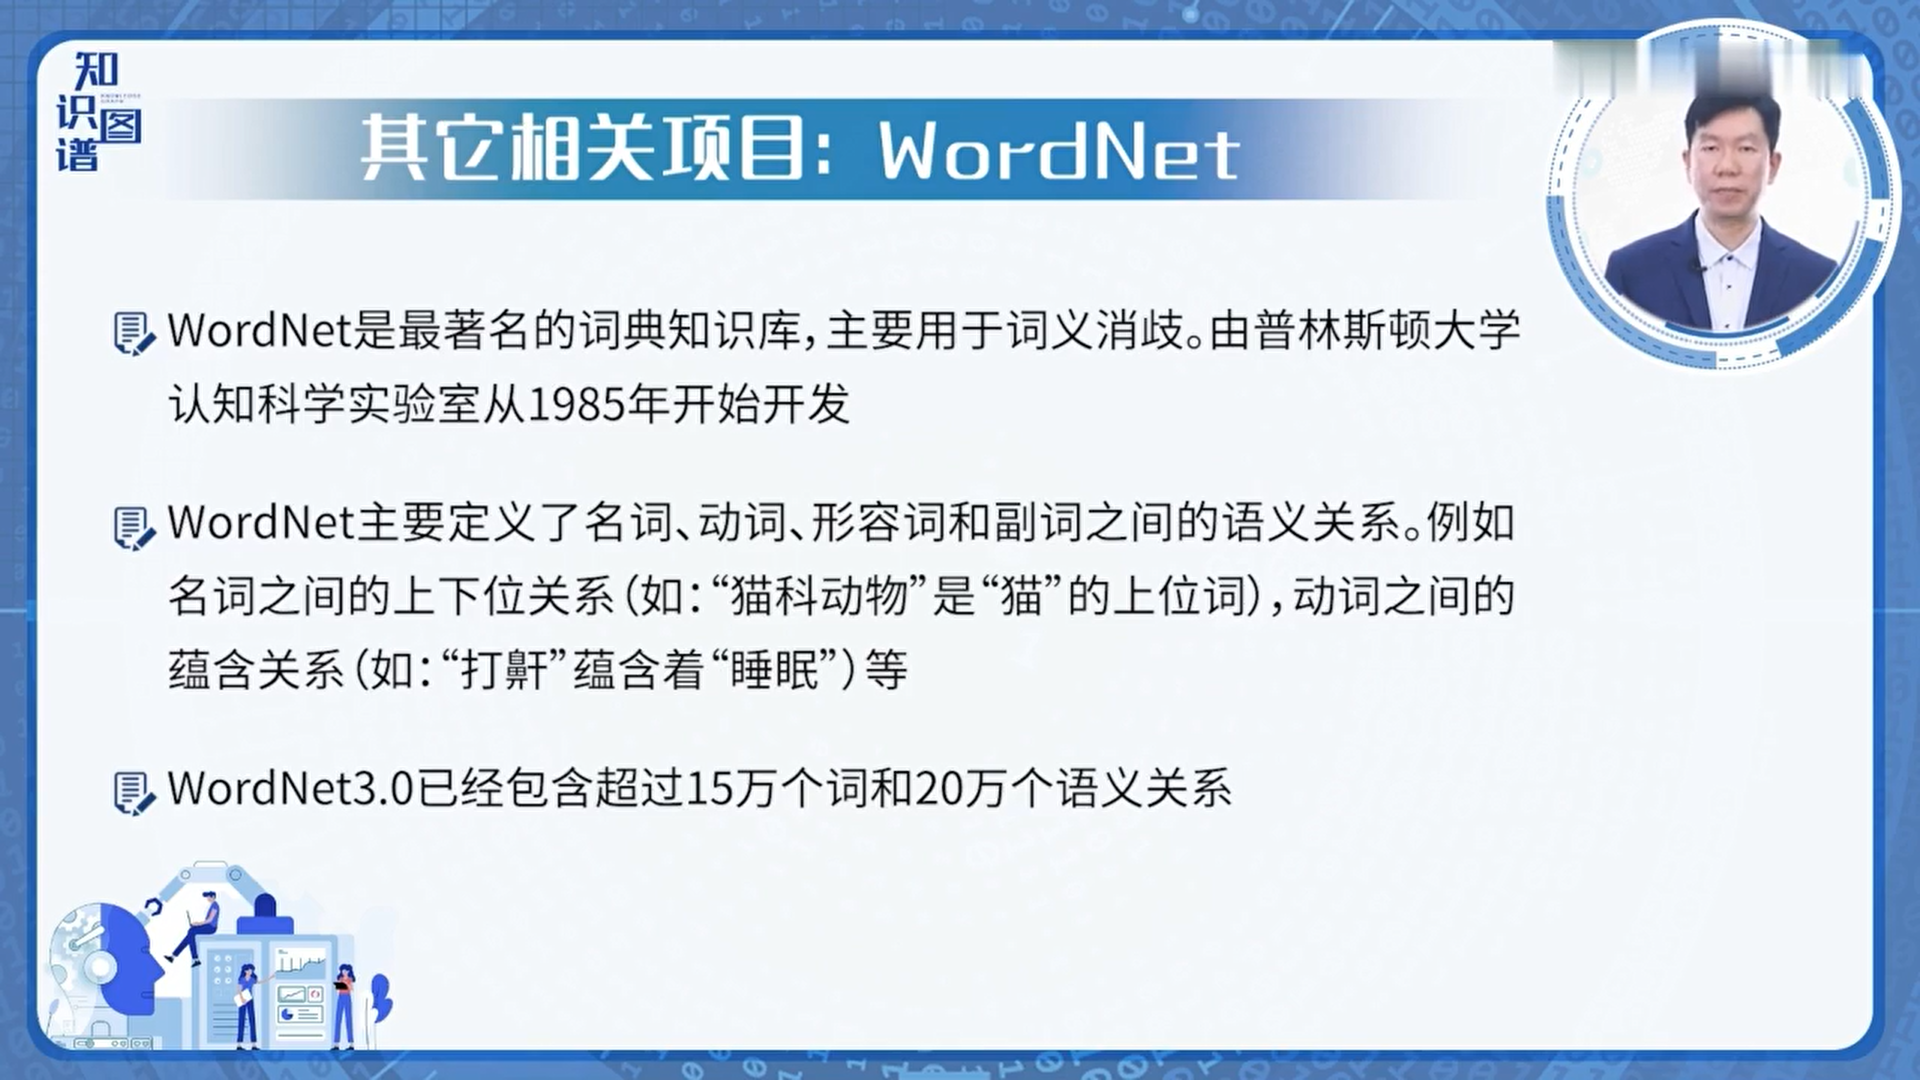 知识图谱
其它相关项目：WordNet
WordNet是最著名的词典知识库，主要用于词义消歧。由普林斯顿大学
认知科学实验室从1985年开始开发
WordNet主要定义了名词、动词、形容词和副词之间的语义关系。例如
名词之间的上下位关系（如：“猫科动物”是“猫”的上位词），动词之间的
蕴含关系（如：“打鼾”蕴含着“睡眠”）等
WordNet3.0已经包含超过15万个词和20万个语义关系